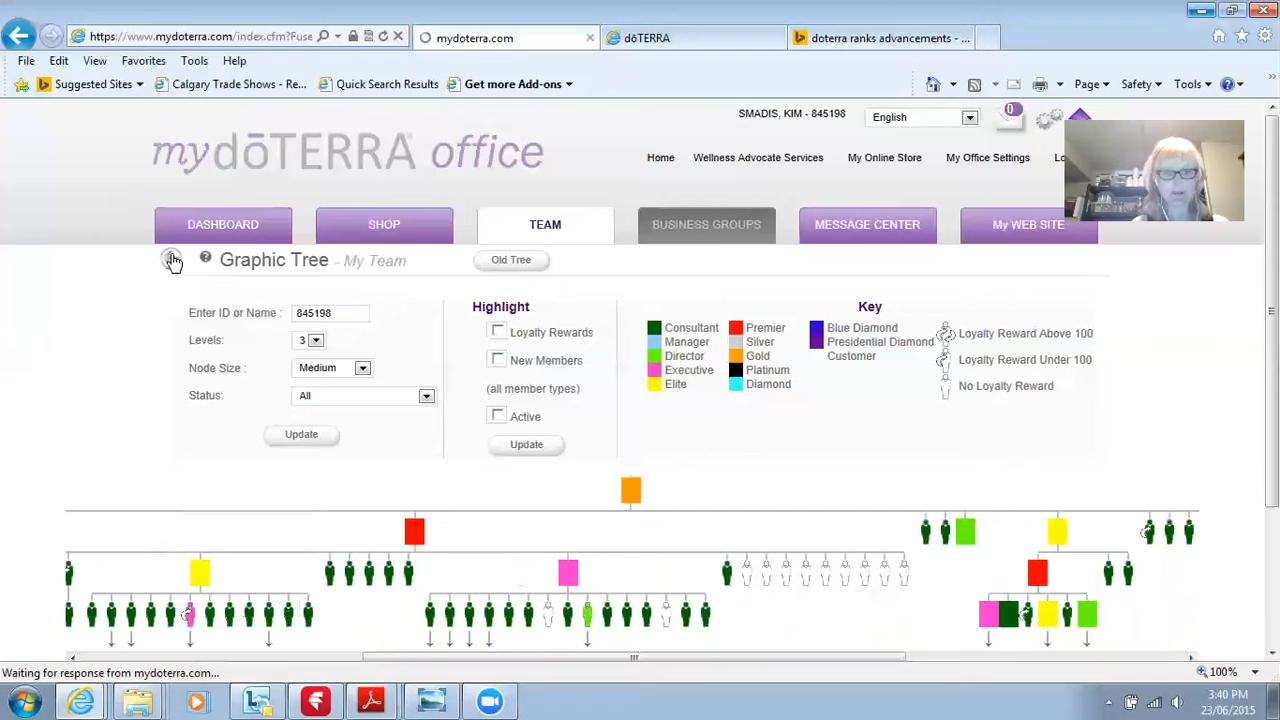 https://www.mydoterra.com/index.cfm?Fuse
mydoterra.com
dōTERRA
doterra ranks advancements - ...
File Edit View Favorites Tools Help
Suggested Sites
Calgary Trade Shows - Re...
Quick Search Results
Get more Add-ons
Page
Safety
Tools
SMADIS, KIM - 845198
English
0
mydōTERRA office
Home
Wellness Advocate Services
My Online Store
My Office Settings
DASHBOARD
SHOP
TEAM
BUSINESS GROUPS
MESSAGE CENTER
My WEB SITE
Graphic Tree - My Team
Old Tree
Enter ID or Name : 845198
Levels: 3
Node Size : Medium
Status: All
Update
Highlight
Loyalty Rewards
New Members
(all member types)
Active
Update
Key
Consultant
Manager
Director
Executive
Elite
Premier
Silver
Gold
Platinum
Diamond
Blue Diamond
Presidential Diamond
Customer
Loyalty Reward Above 100
Loyalty Reward Under 100
No Loyalty Reward
Waiting for response from mydoterra.com...
100%
3:40 PM
23/06/2015